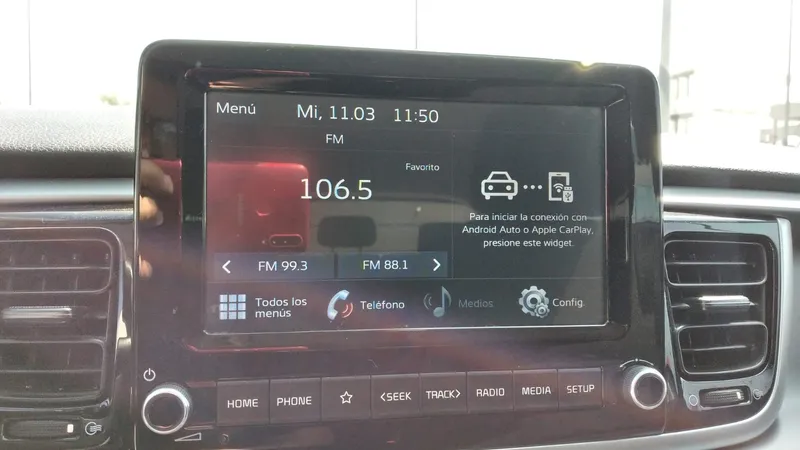 Menú
Mi, 11.03
11:50
FM
Favorito
106.5
Para iniciar la conexión con
Android Auto o Apple CarPlay,
presione este widget.
FM 99.3
FM 88.1
Todos los
menús
Teléfono
Medios
Config.
HOME
PHONE
<SEEK
TRACK>
RADIO
MEDIA
SETUP